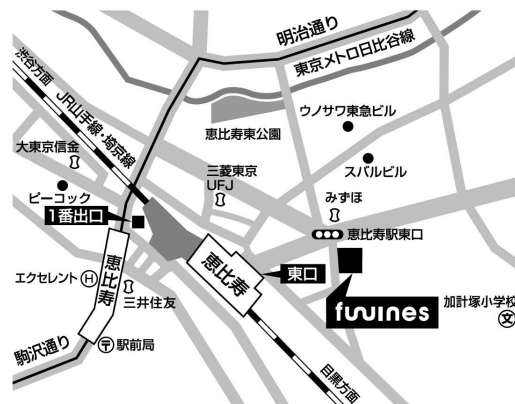 明治通り
東京メトロ日比谷線
渋谷方面
JR山手線・埼京線
ウノサワ東急ビル
恵比寿東公園
大東京信金
三菱東京
UFJ
スバルビル
ピーコック
みずほ
1番出口
恵比寿駅東口
恵比寿
恵比寿
東口
エクセレント
H
三井住友
funines
加計塚小学校
文
駒沢通り
〒駅前局
目黒方面